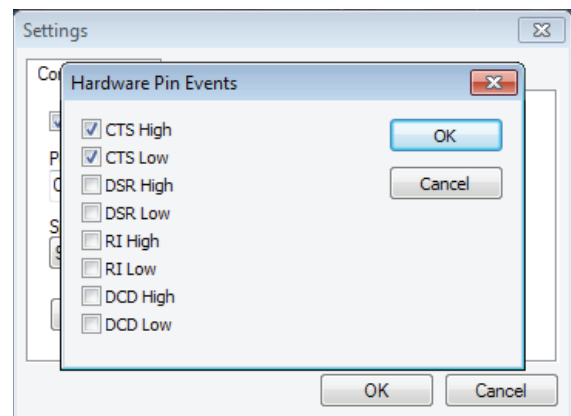 Settings
Hardware Pin Events
CTS High
CTS Low
DSR High
DSR Low
RI High
RI Low
DCD High
DCD Low
OK
Cancel
OK
Cancel